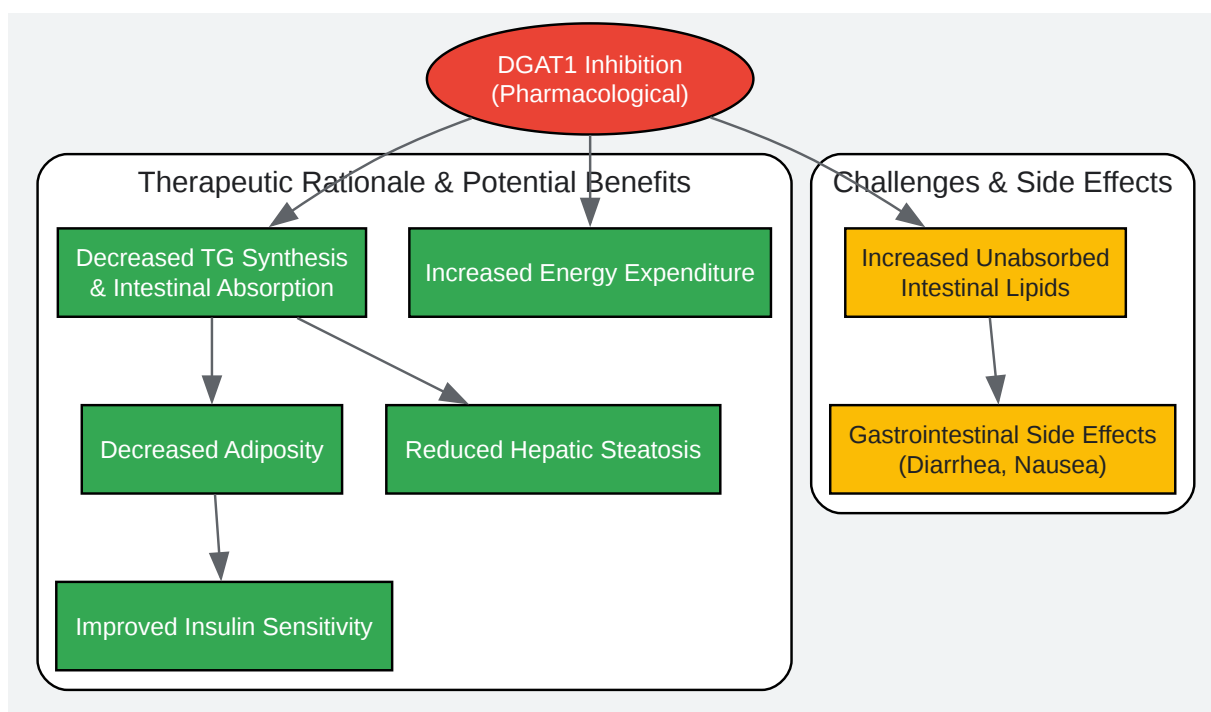 DGAT1 Inhibition
(Pharmacological)
Therapeutic Rationale & Potential Benefits
Challenges & Side Effects
Decreased TG Synthesis
& Intestinal Absorption
Increased Energy Expenditure
Increased Unabsorbed
Intestinal Lipids
Decreased Adiposity
Reduced Hepatic Steatosis
Gastrointestinal Side Effects
(Diarrhea, Nausea)
Improved Insulin Sensitivity